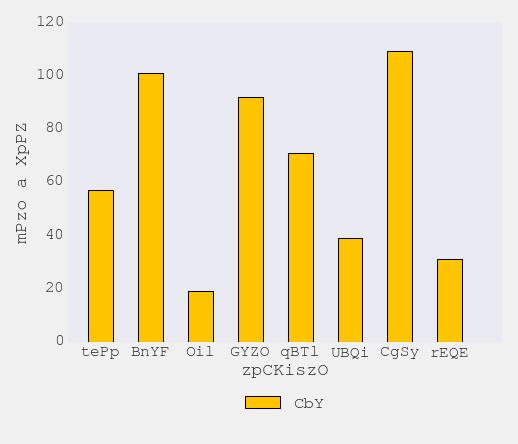 120
100
80
60
40
20
0
mPzo a XpPZ
tePp BnYF Oil GYZO qBTl UBQi CgSy rEQE
zpCKiszO
CbY